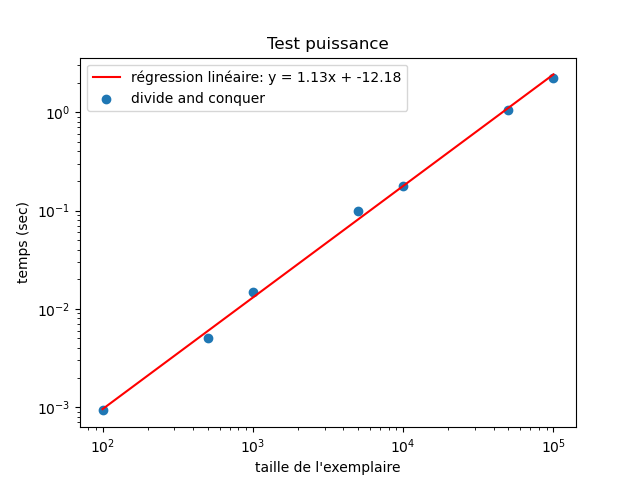 Test puissance
régression linéaire: y = 1.13x + -12.18
divide and conquer
temps (sec)
10⁰
10⁻¹
10⁻²
10⁻³
10² 10³ 10⁴ 10⁵
taille de l'exemplaire